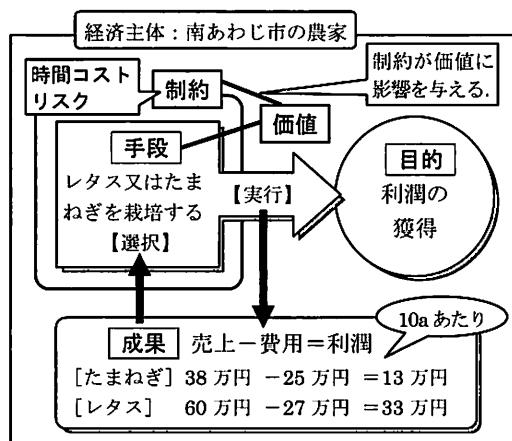 経済主体：南あわじ市の農家
時間コスト
リスク
制約
制約が価値に
影響を与える.
価値
手段
レタス又はたま
ねぎを栽培する
【選択】
【実行】
目的
利潤の
獲得
10aあたり
成果 売上－費用＝利潤
[たまねぎ] 38万円 －25万円 ＝13万円
[レタス] 60万円 －27万円 ＝33万円